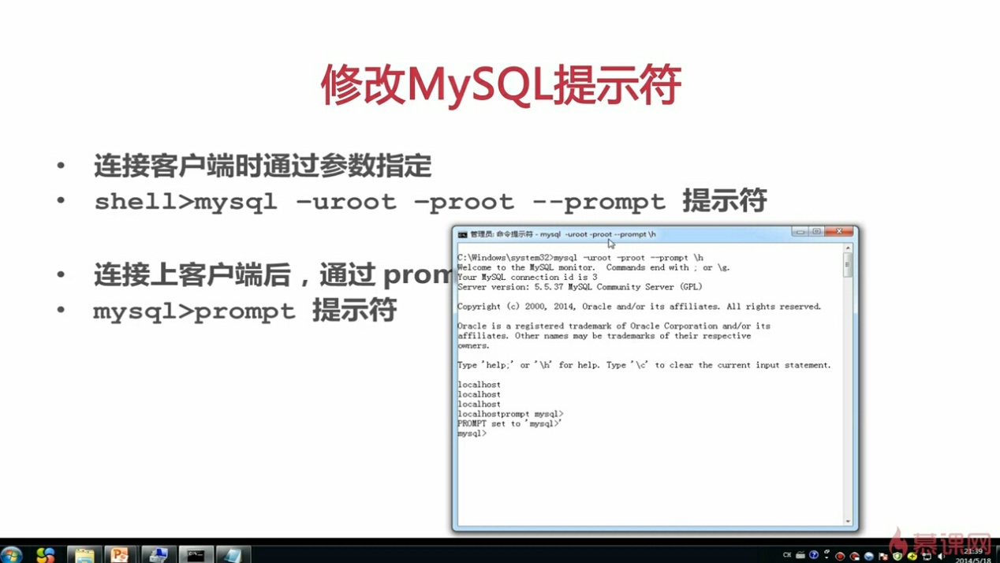 修改MySQL提示符
• 连接客户端时通过参数指定
• shell>mysql -uroot -proot --prompt 提示符
• 连接上客户端后，通过 prom
• mysql>prompt 提示符
管理员: 命令提示符 - mysql -uroot -proot --prompt \h
C:\Windows\system32>mysql -uroot -proot --prompt \h
Welcome to the MySQL monitor.  Commands end with ; or \g.
Your MySQL connection id is 3
Server version: 5.5.37 MySQL Community Server (GPL)
Copyright (c) 2000, 2014, Oracle and/or its affiliates. All rights reserved.
Oracle is a registered trademark of Oracle Corporation and/or its
affiliates. Other names may be trademarks of their respective
owners.
Type 'help;' or '\h' for help. Type '\c' to clear the current input statement.
localhost
localhost
localhost
localhostprompt mysql>
PROMPT set to 'mysql>'
mysql>
慕课网
CH
21:39
2014/5/18